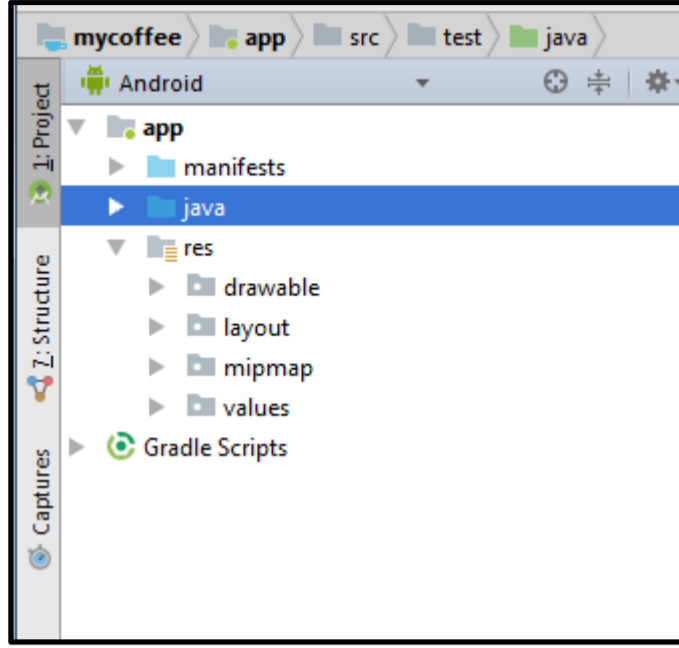 mycoffee app src test java
Android
app
manifests
java
res
drawable
layout
mipmap
values
Gradle Scripts
1: Project
7: Structure
Captures